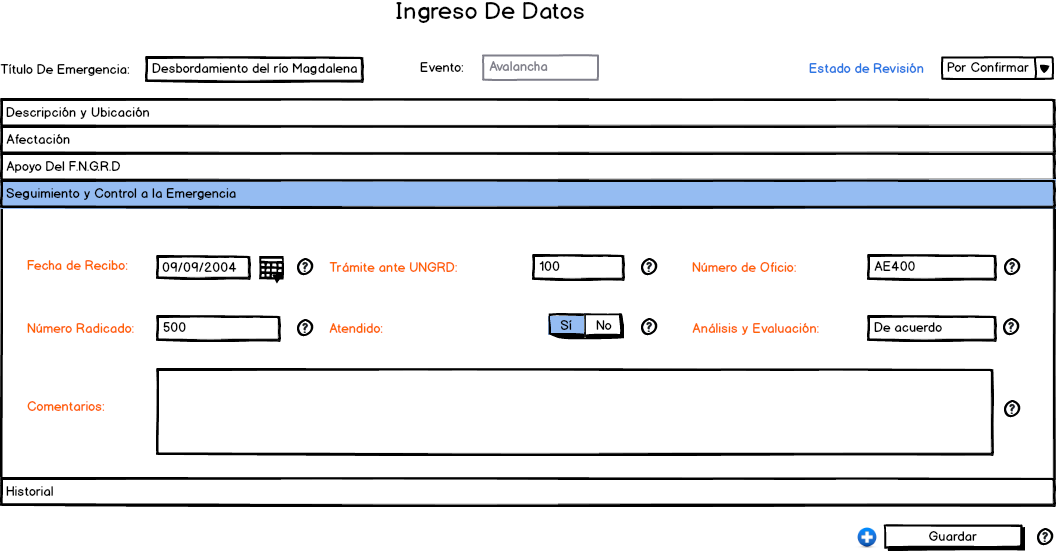 Ingreso De Datos
Título De Emergencia: Desbordamiento del río Magdalena Evento: Avalancha Estado de Revisión Por Confirmar
Descripción y Ubicación
Afectación
Apoyo Del F.N.G.R.D
Seguimiento y Control a la Emergencia
Fecha de Recibo: 09/09/2004 ? Trámite ante UNGRD: 100 ? Número de Oficio: AE400 ?
Número Radicado: 500 ? Atendido: Sí No ? Análisis y Evaluación: De acuerdo ?
Comentarios: ?
Historial
Guardar ?